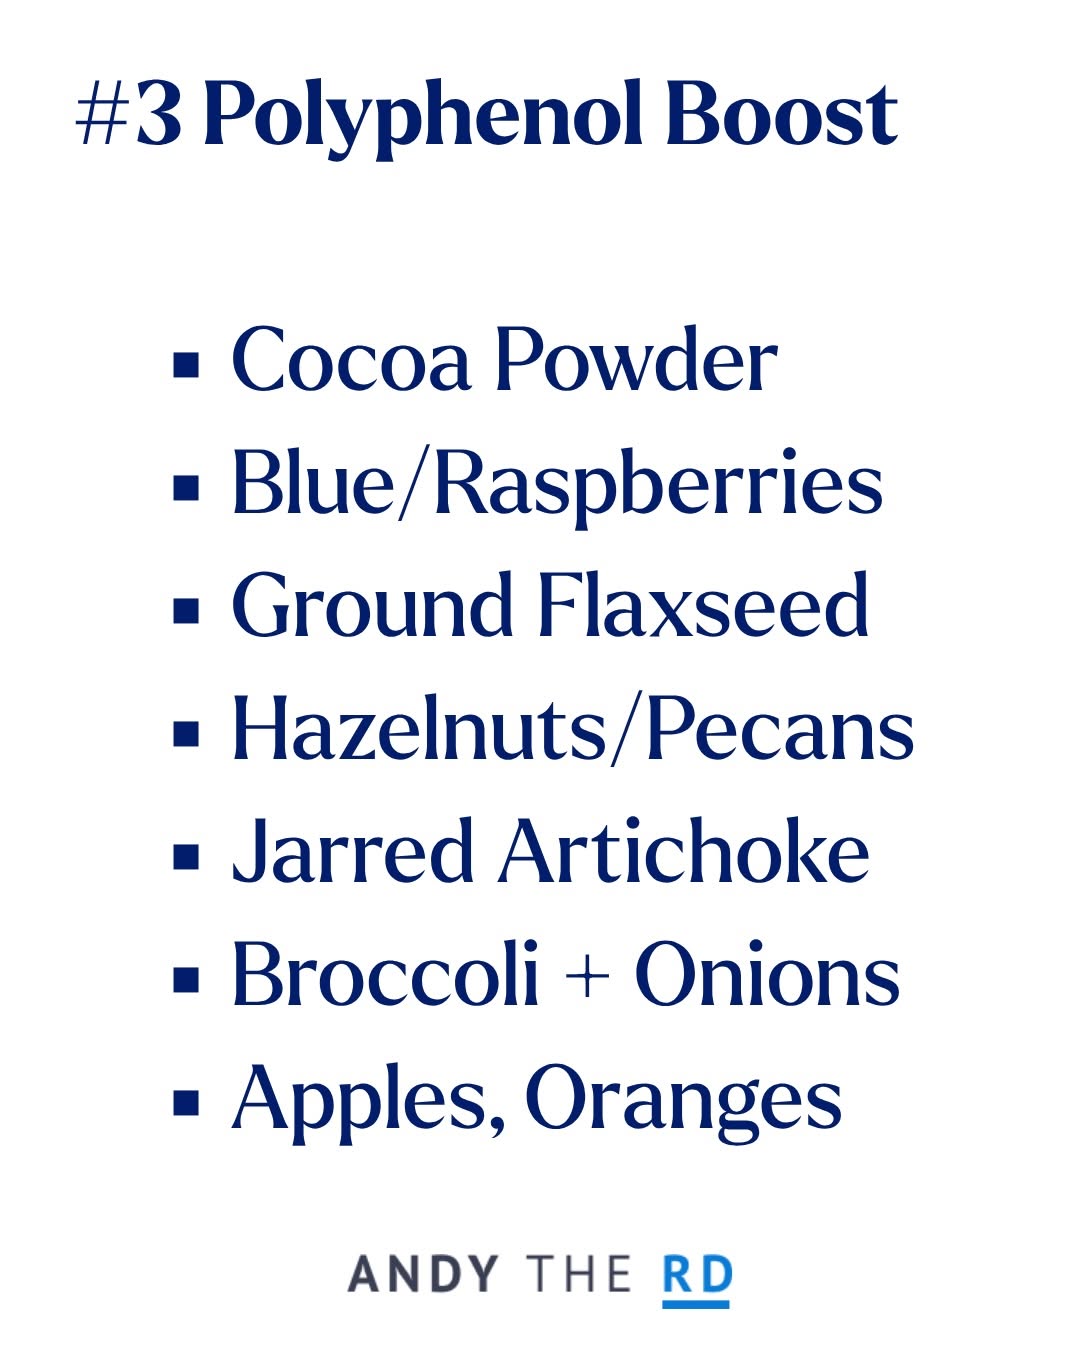 #3 Polyphenol Boost
▪ Cocoa Powder
▪ Blue/Raspberries
▪ Ground Flaxseed
▪ Hazelnuts/Pecans
▪ Jarred Artichoke
▪ Broccoli + Onions
▪ Apples, Oranges
ANDY THE RD